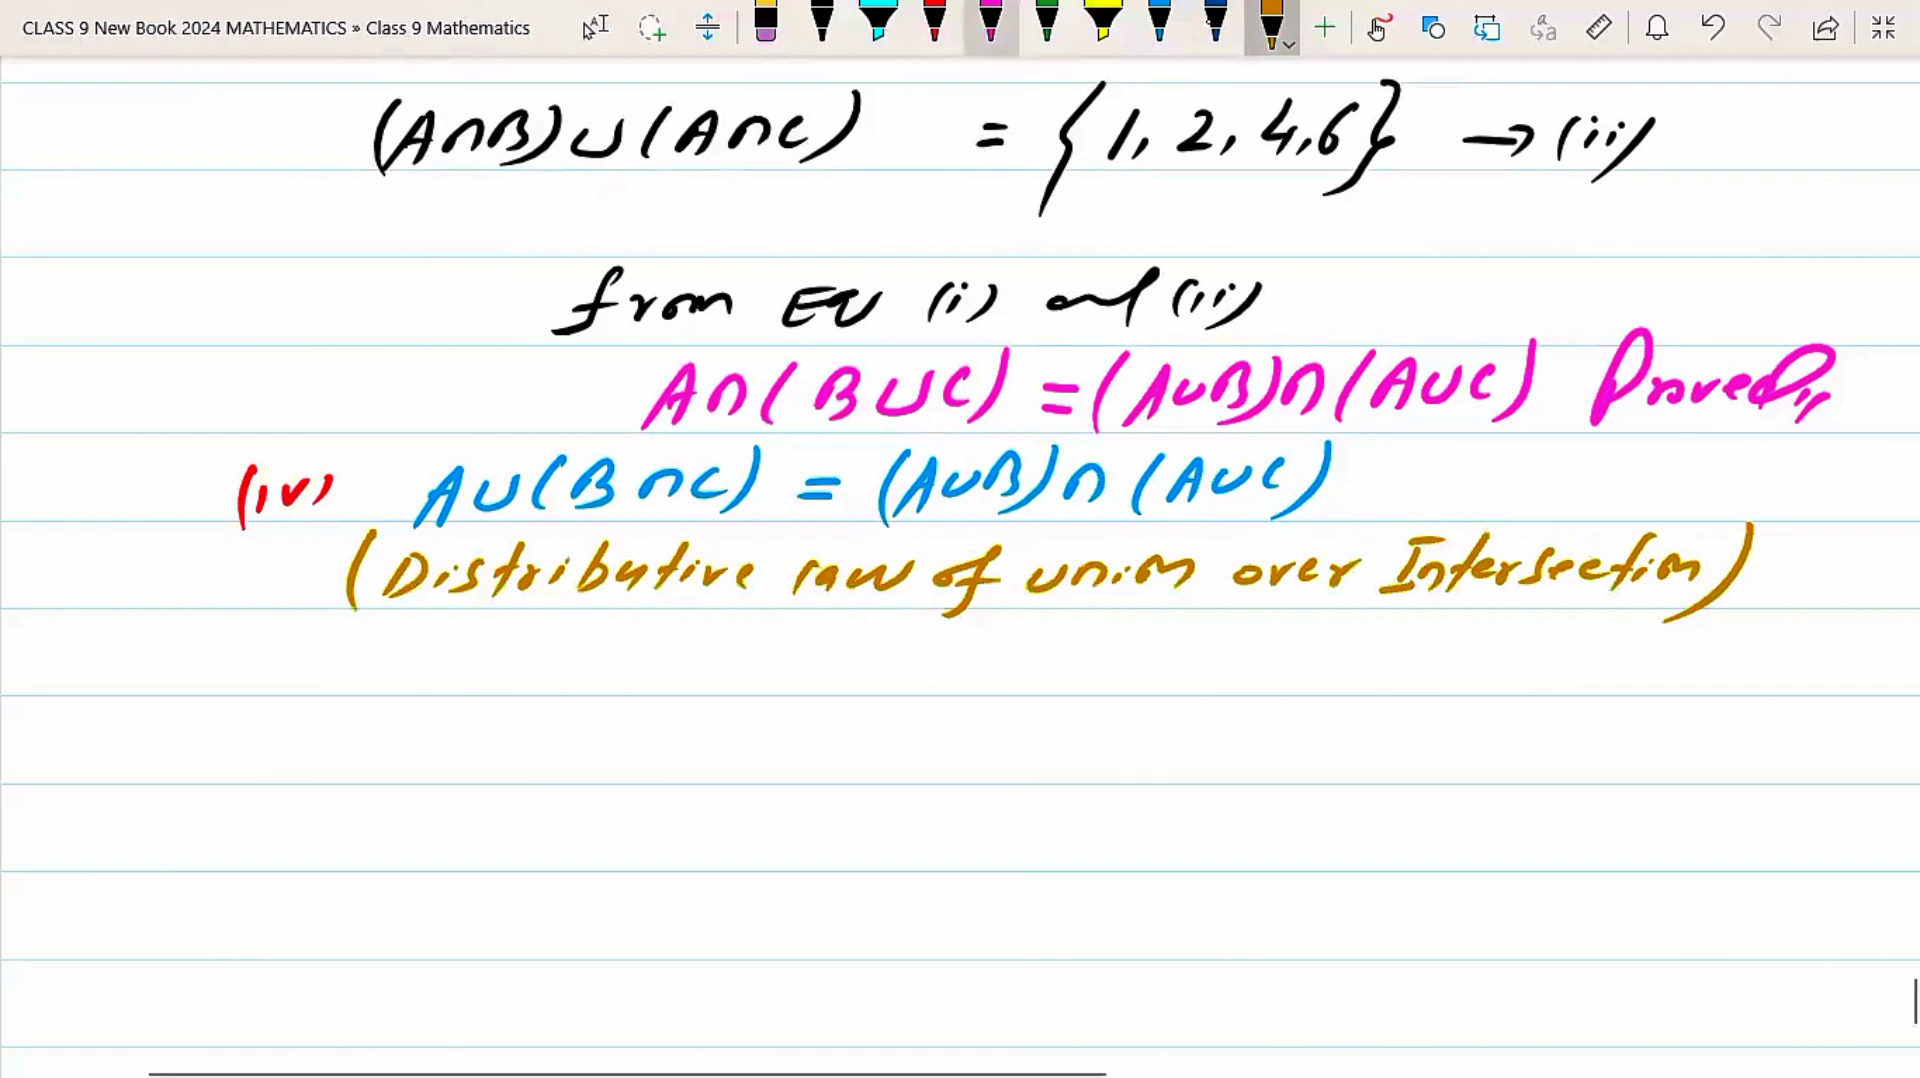 CLASS 9 New Book 2024 MATHEMATICS » Class 9 Mathematics
(A∩B)∪(A∩C) = {1, 2, 4, 6} → (ii)
from EQ (i) and (ii)
A∩(B∪C) = (A∪B)∩(A∪C) Proved
(iv) A∪(B∩C) = (A∪B)∩(A∪C)
(Distributive law of union over Intersection)